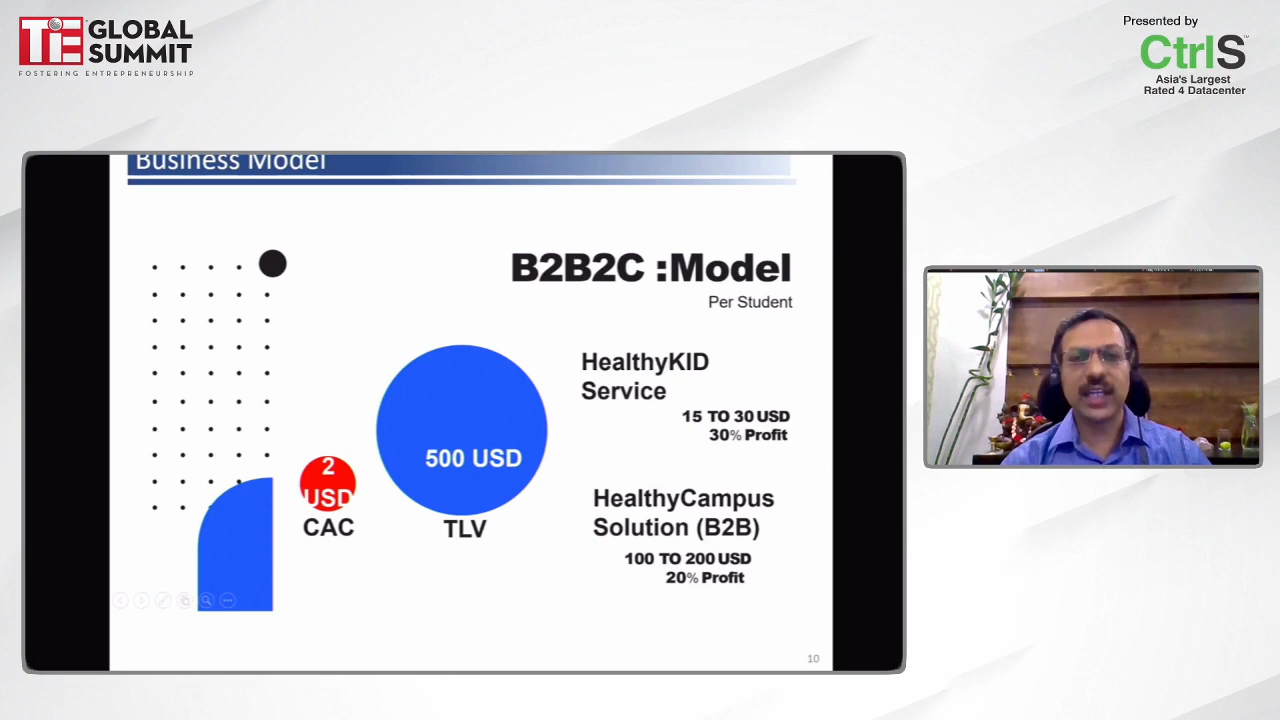 TiE GLOBAL
SUMMIT
FOSTERING ENTREPRENEURSHIP
Presented by
CtrlS
Asia's Largest
Rated 4 Datacenter
Business Model
B2B2C :Model
Per Student
HealthyKID
Service
15 TO 30 USD
30% Profit
500 USD
2
USD
CAC
TLV
HealthyCampus
Solution (B2B)
100 TO 200 USD
20% Profit
10